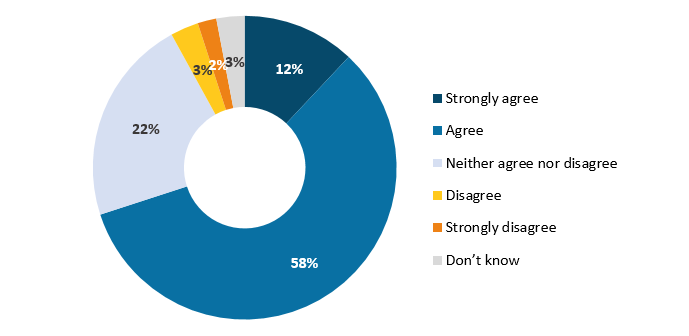 3%
2%
3%
12%
22%
58%
Strongly agree
Agree
Neither agree nor disagree
Disagree
Strongly disagree
Don’t know